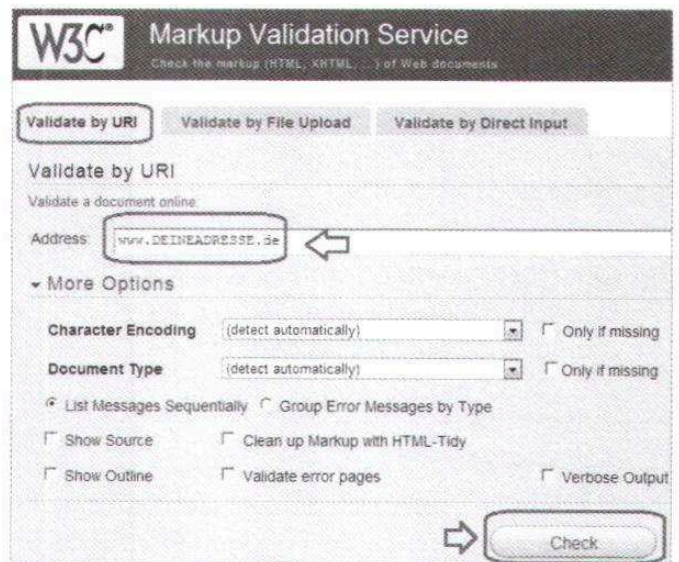 W3C® Markup Validation Service
Check the markup (HTML, XHTML, ...) of Web documents
Validate by URI Validate by File Upload Validate by Direct Input
Validate by URI
Validate a document online:
Address: www.DEINEADRESSE.de
More Options
Character Encoding (detect automatically) Only if missing
Document Type (detect automatically) Only if missing
List Messages Sequentially Group Error Messages by Type
Show Source Clean up Markup with HTML-Tidy
Show Outline Validate error pages Verbose Output
Check